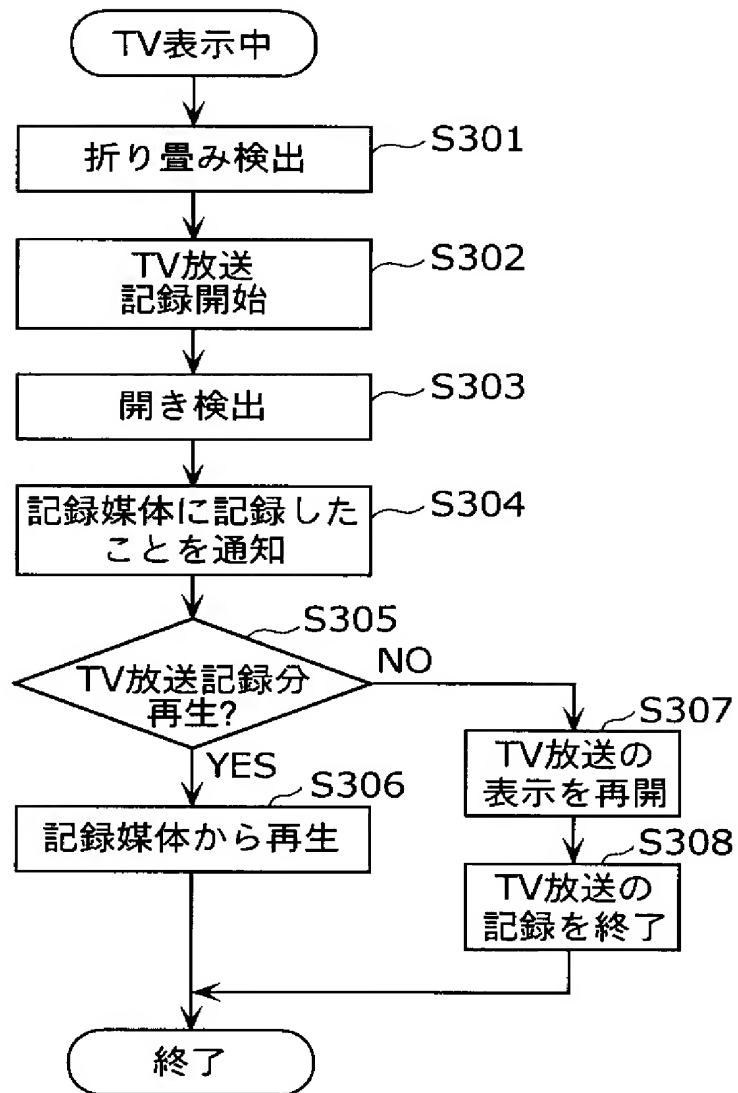 TV表示中
折り畳み検出
S301
TV放送
記録開始
S302
開き検出
S303
記録媒体に記録した
ことを通知
S304
TV放送記録分
再生?
S305
NO
YES
記録媒体から再生
S306
TV放送の
表示を再開
S307
TV放送の
記録を終了
S308
終了